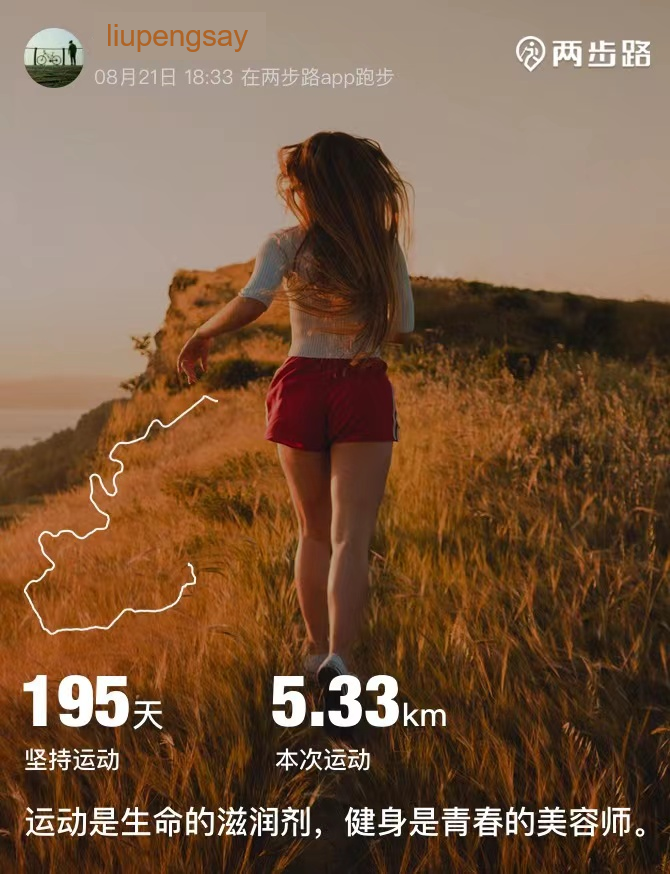 liupengsay
两步路
08月21日 18:33 在两步路app跑步
195天
5.33km
坚持运动
本次运动
运动是生命的滋润剂，健身是青春的美容师。